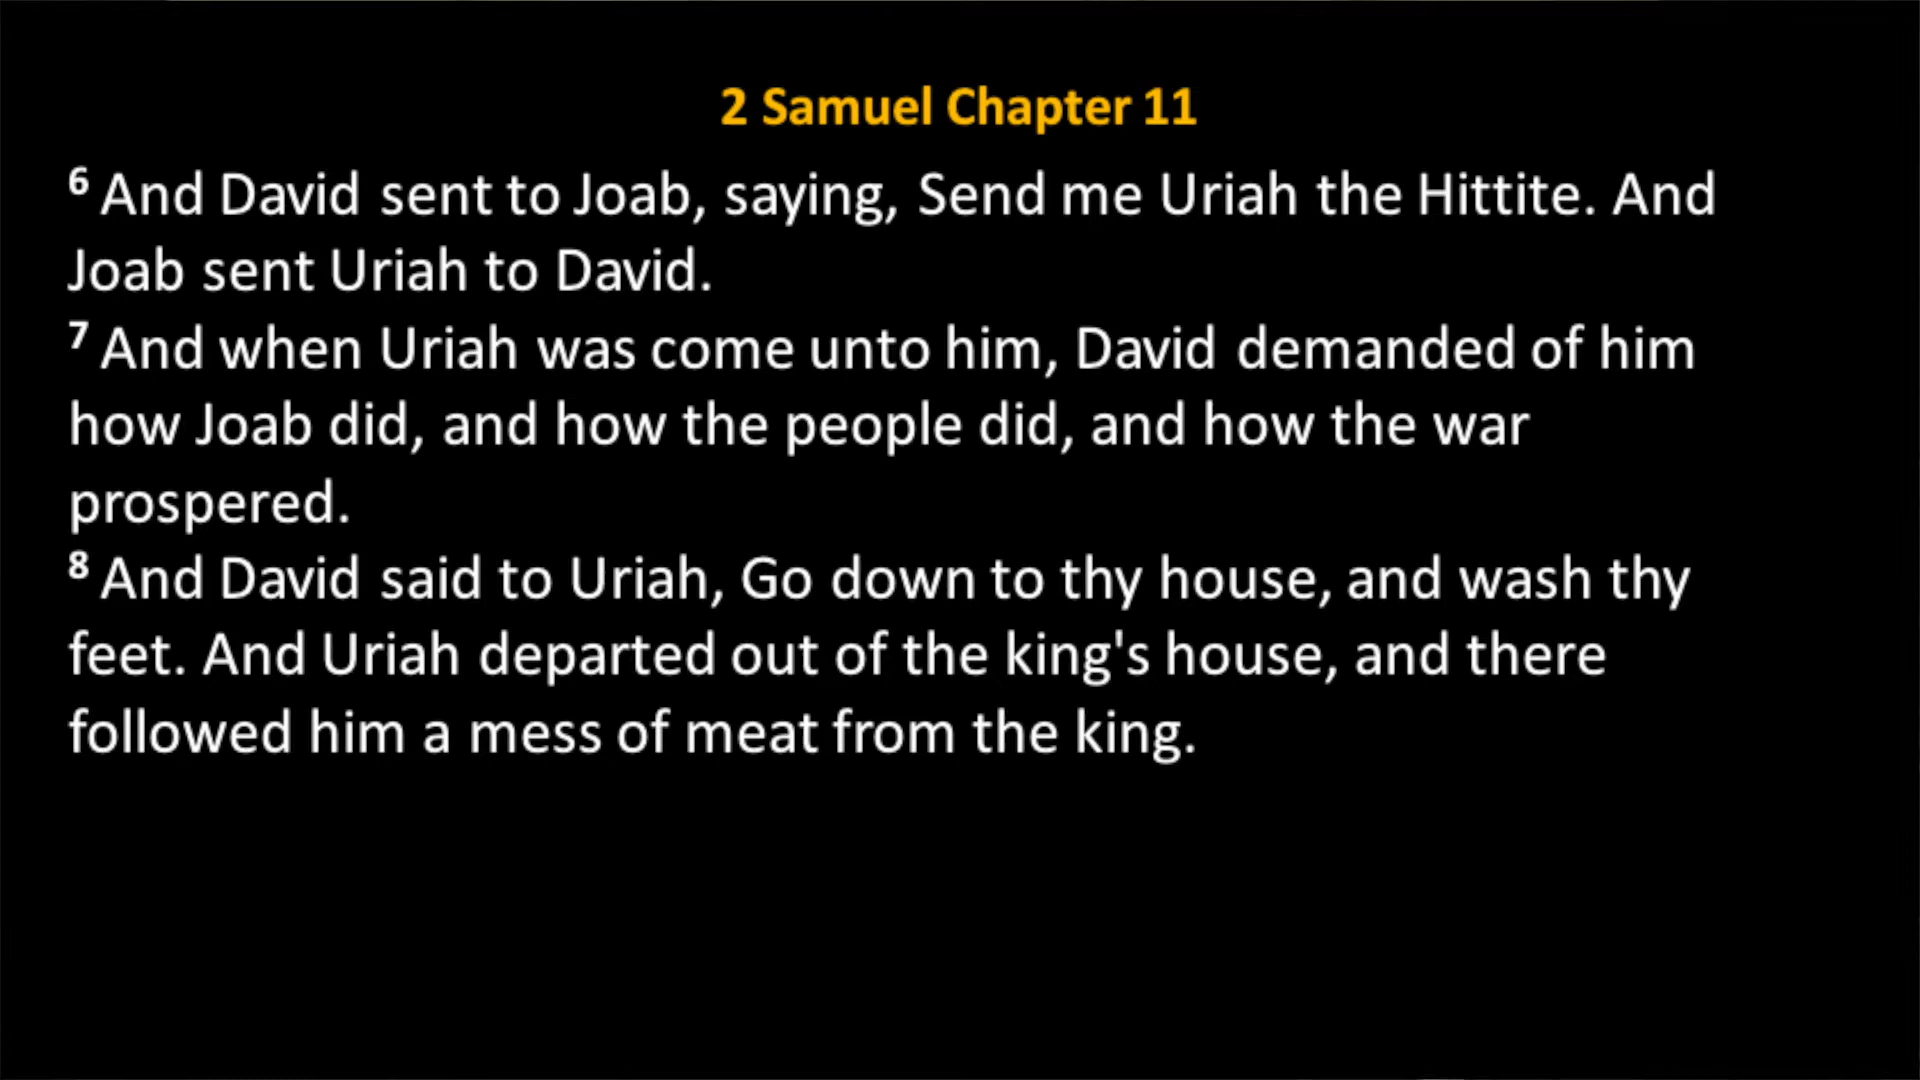 2 Samuel Chapter 11
6 And David sent to Joab, saying, Send me Uriah the Hittite. And
Joab sent Uriah to David.
7 And when Uriah was come unto him, David demanded of him
how Joab did, and how the people did, and how the war
prospered.
8 And David said to Uriah, Go down to thy house, and wash thy
feet. And Uriah departed out of the king's house, and there
followed him a mess of meat from the king.